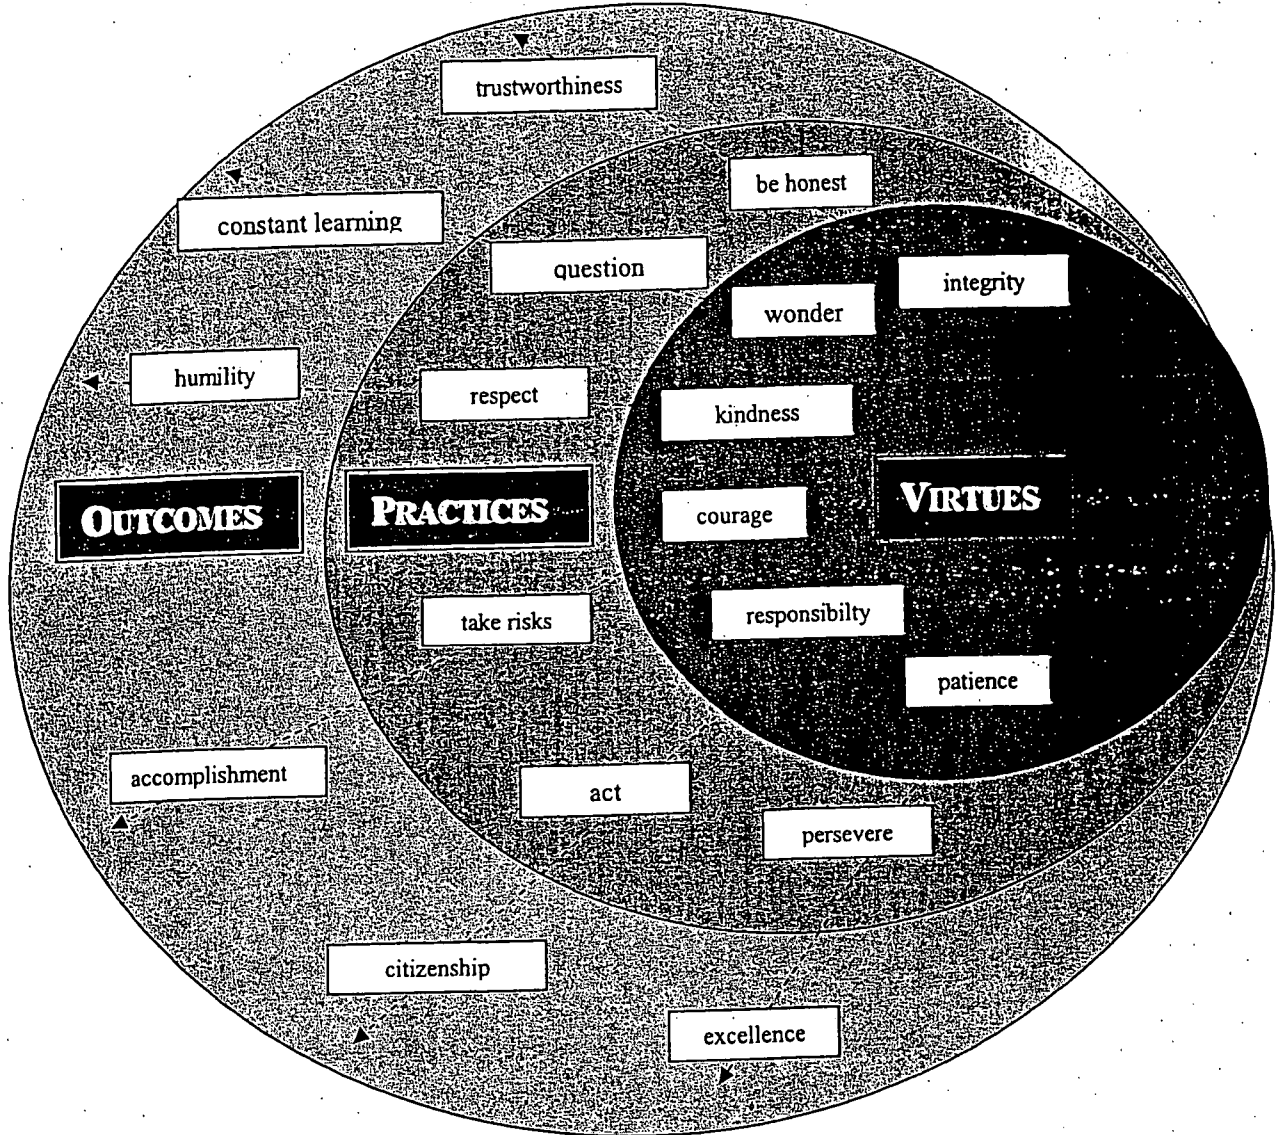 trustworthiness
be honest
constant learning
question
integrity
wonder
humility
respect
kindness
OUTCOMES
PRACTICES
VIRTUES
courage
take risks
responsibilty
patience
accomplishment
act
persevere
citizenship
excellence